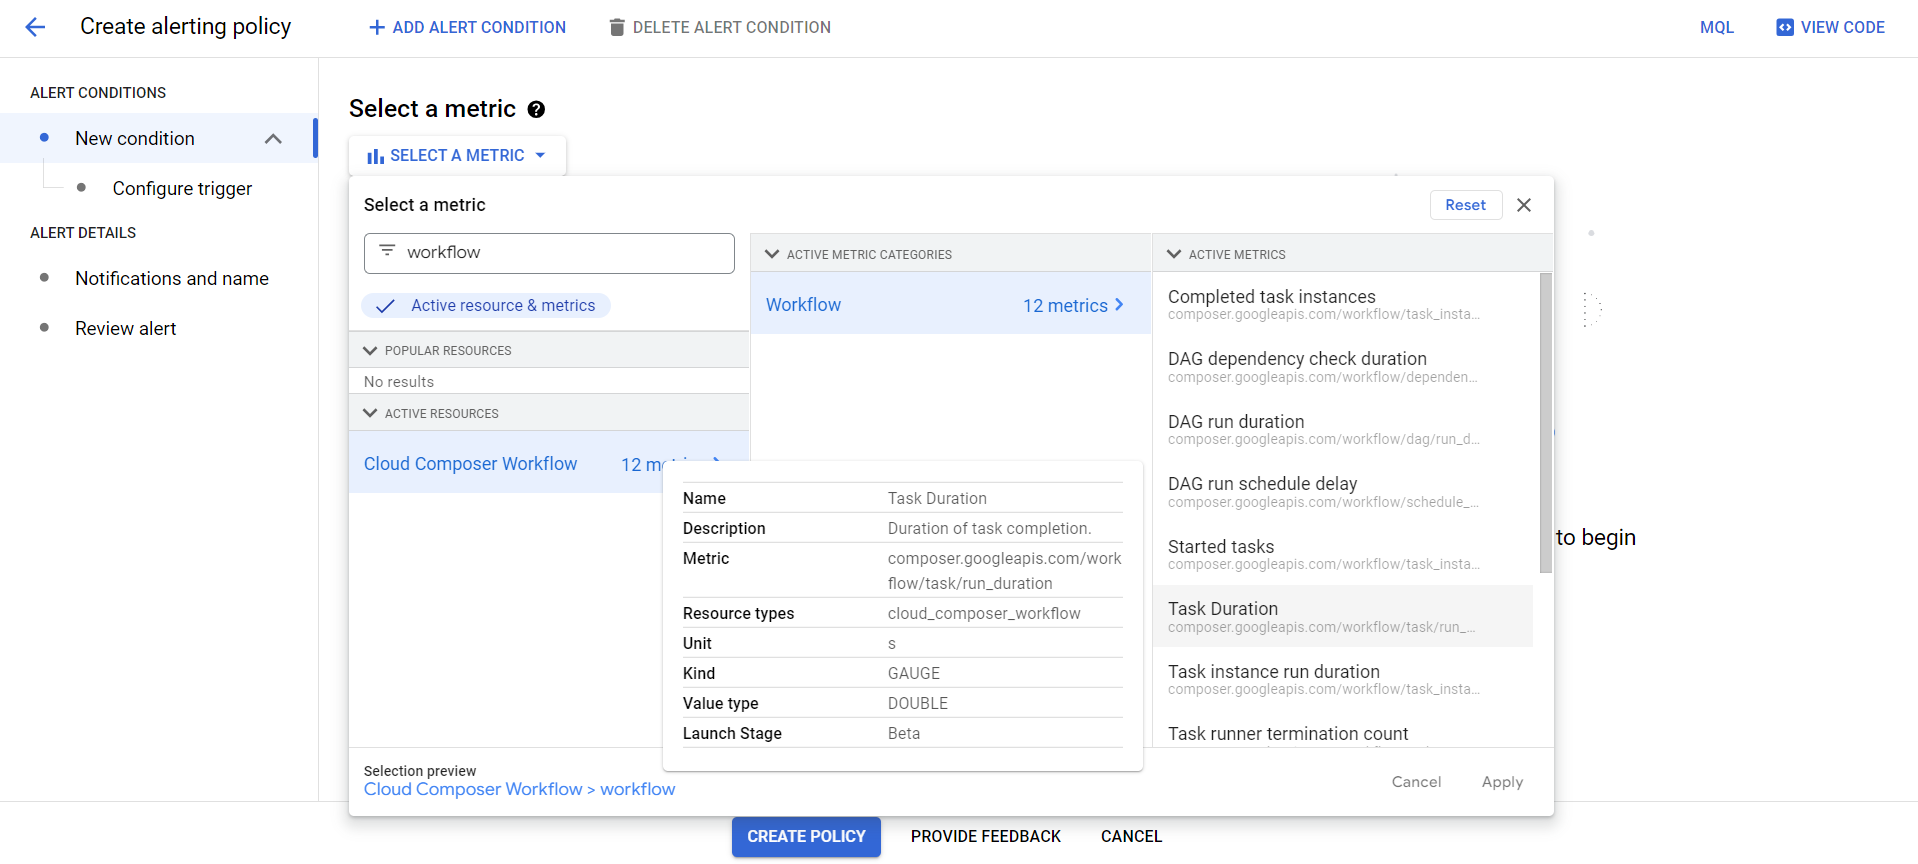 Create alerting policy
ADD ALERT CONDITION
DELETE ALERT CONDITION
MQL
VIEW CODE
ALERT CONDITIONS
New condition
Configure trigger
ALERT DETAILS
Notifications and name
Review alert
Select a metric
SELECT A METRIC
Select a metric
Reset
workflow
Active resource & metrics
POPULAR RESOURCES
No results
ACTIVE RESOURCES
Cloud Composer Workflow
12
ACTIVE METRIC CATEGORIES
Workflow 12 metrics
ACTIVE METRICS
Completed task instances
composer.googleapis.com/workflow/task_insta...
DAG dependency check duration
composer.googleapis.com/workflow/dependen...
DAG run duration
composer.googleapis.com/workflow/dag/run_d...
DAG run schedule delay
composer.googleapis.com/workflow/schedule_...
Started tasks
composer.googleapis.com/workflow/task_insta...
Task Duration
composer.googleapis.com/workflow/task/run_...
Task instance run duration
composer.googleapis.com/workflow/task_insta...
Task runner termination count
Name Task Duration
Description Duration of task completion.
Metric composer.googleapis.com/work
flow/task/run_duration
Resource types cloud_composer_workflow
Unit s
Kind GAUGE
Value type DOUBLE
Launch Stage Beta
to begin
Selection preview
Cloud Composer Workflow > workflow
Cancel
Apply
CREATE POLICY
PROVIDE FEEDBACK
CANCEL